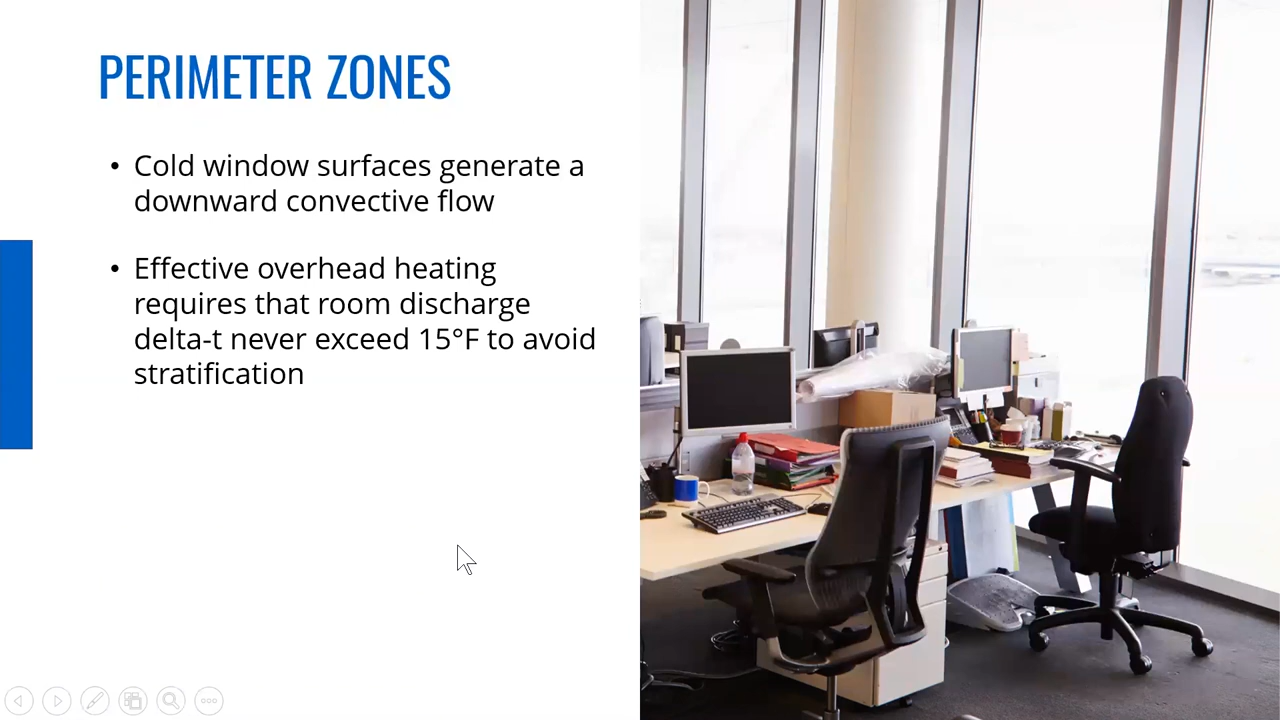 PERIMETER ZONES
• Cold window surfaces generate a
downward convective flow
• Effective overhead heating
requires that room discharge
delta-t never exceed 15°F to avoid
stratification